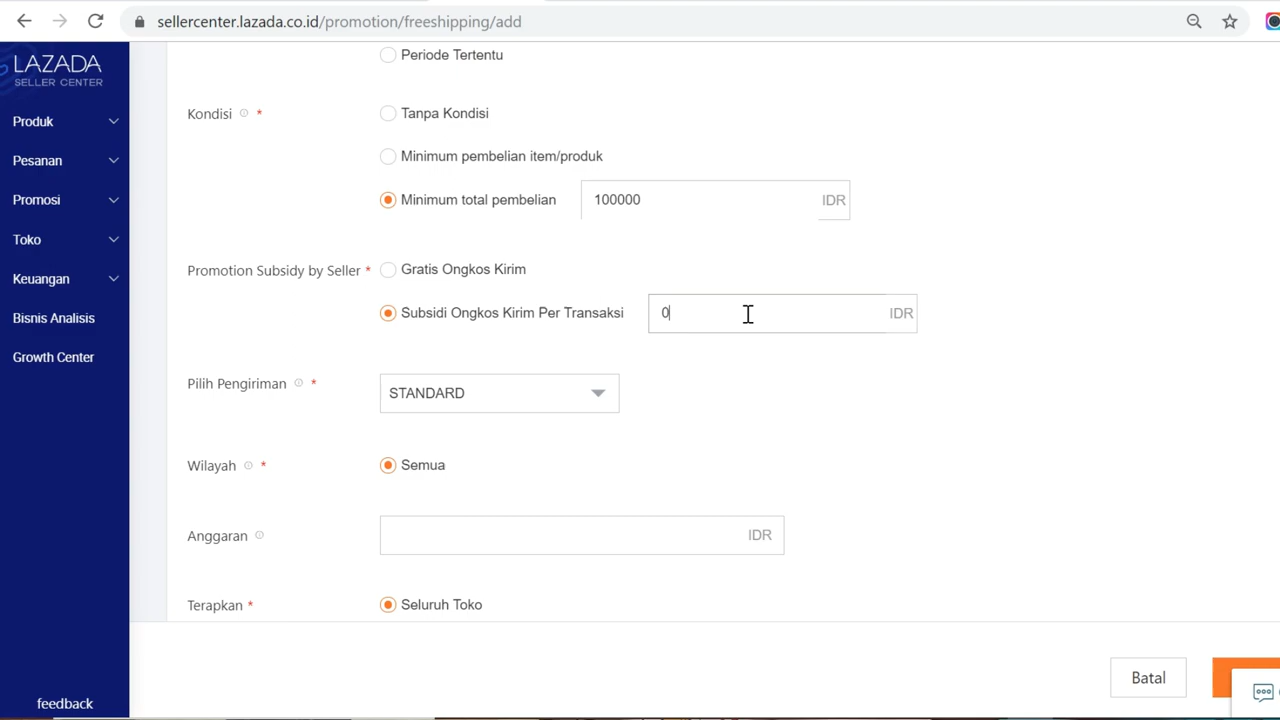 sellercenter.lazada.co.id/promotion/freeshipping/add
LAZADA
SELLER CENTER
Produk
Pesanan
Promosi
Toko
Keuangan
Bisnis Analisis
Growth Center
feedback
Periode Tertentu
Kondisi *
Tanpa Kondisi
Minimum pembelian item/produk
Minimum total pembelian 100000 IDR
Promotion Subsidy by Seller * Gratis Ongkos Kirim
Subsidi Ongkos Kirim Per Transaksi 0 IDR
Pilih Pengiriman * STANDARD
Wilayah * Semua
Anggaran IDR
Terapkan * Seluruh Toko
Batal